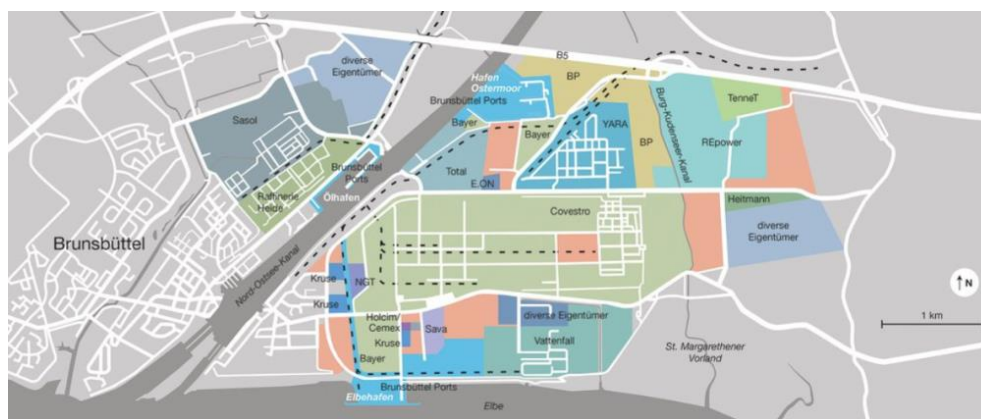 B5
diverse
Eigentümer
Hafen
Ostermoor
Brunsbüttel Ports
BP
TenneT
Sasol
Bayer
Bayer
YARA
BP
Burg-Kudenseer-Kanal
REpower
Brunsbüttel
Ports
Total
E.ON
Ölhafen
Raffinerie
Heide
Heitmann
Covestro
diverse
Eigentümer
Brunsbüttel
Nord-Ostsee-Kanal
Kruse
NGT
Kruse
N
Holcim/
Cemex
Kruse
Sava
diverse Eigentümer
Vattenfall
1 km
St. Margarethener
Vorland
Bayer
Brunsbüttel Ports
Elbehafen
Elbe